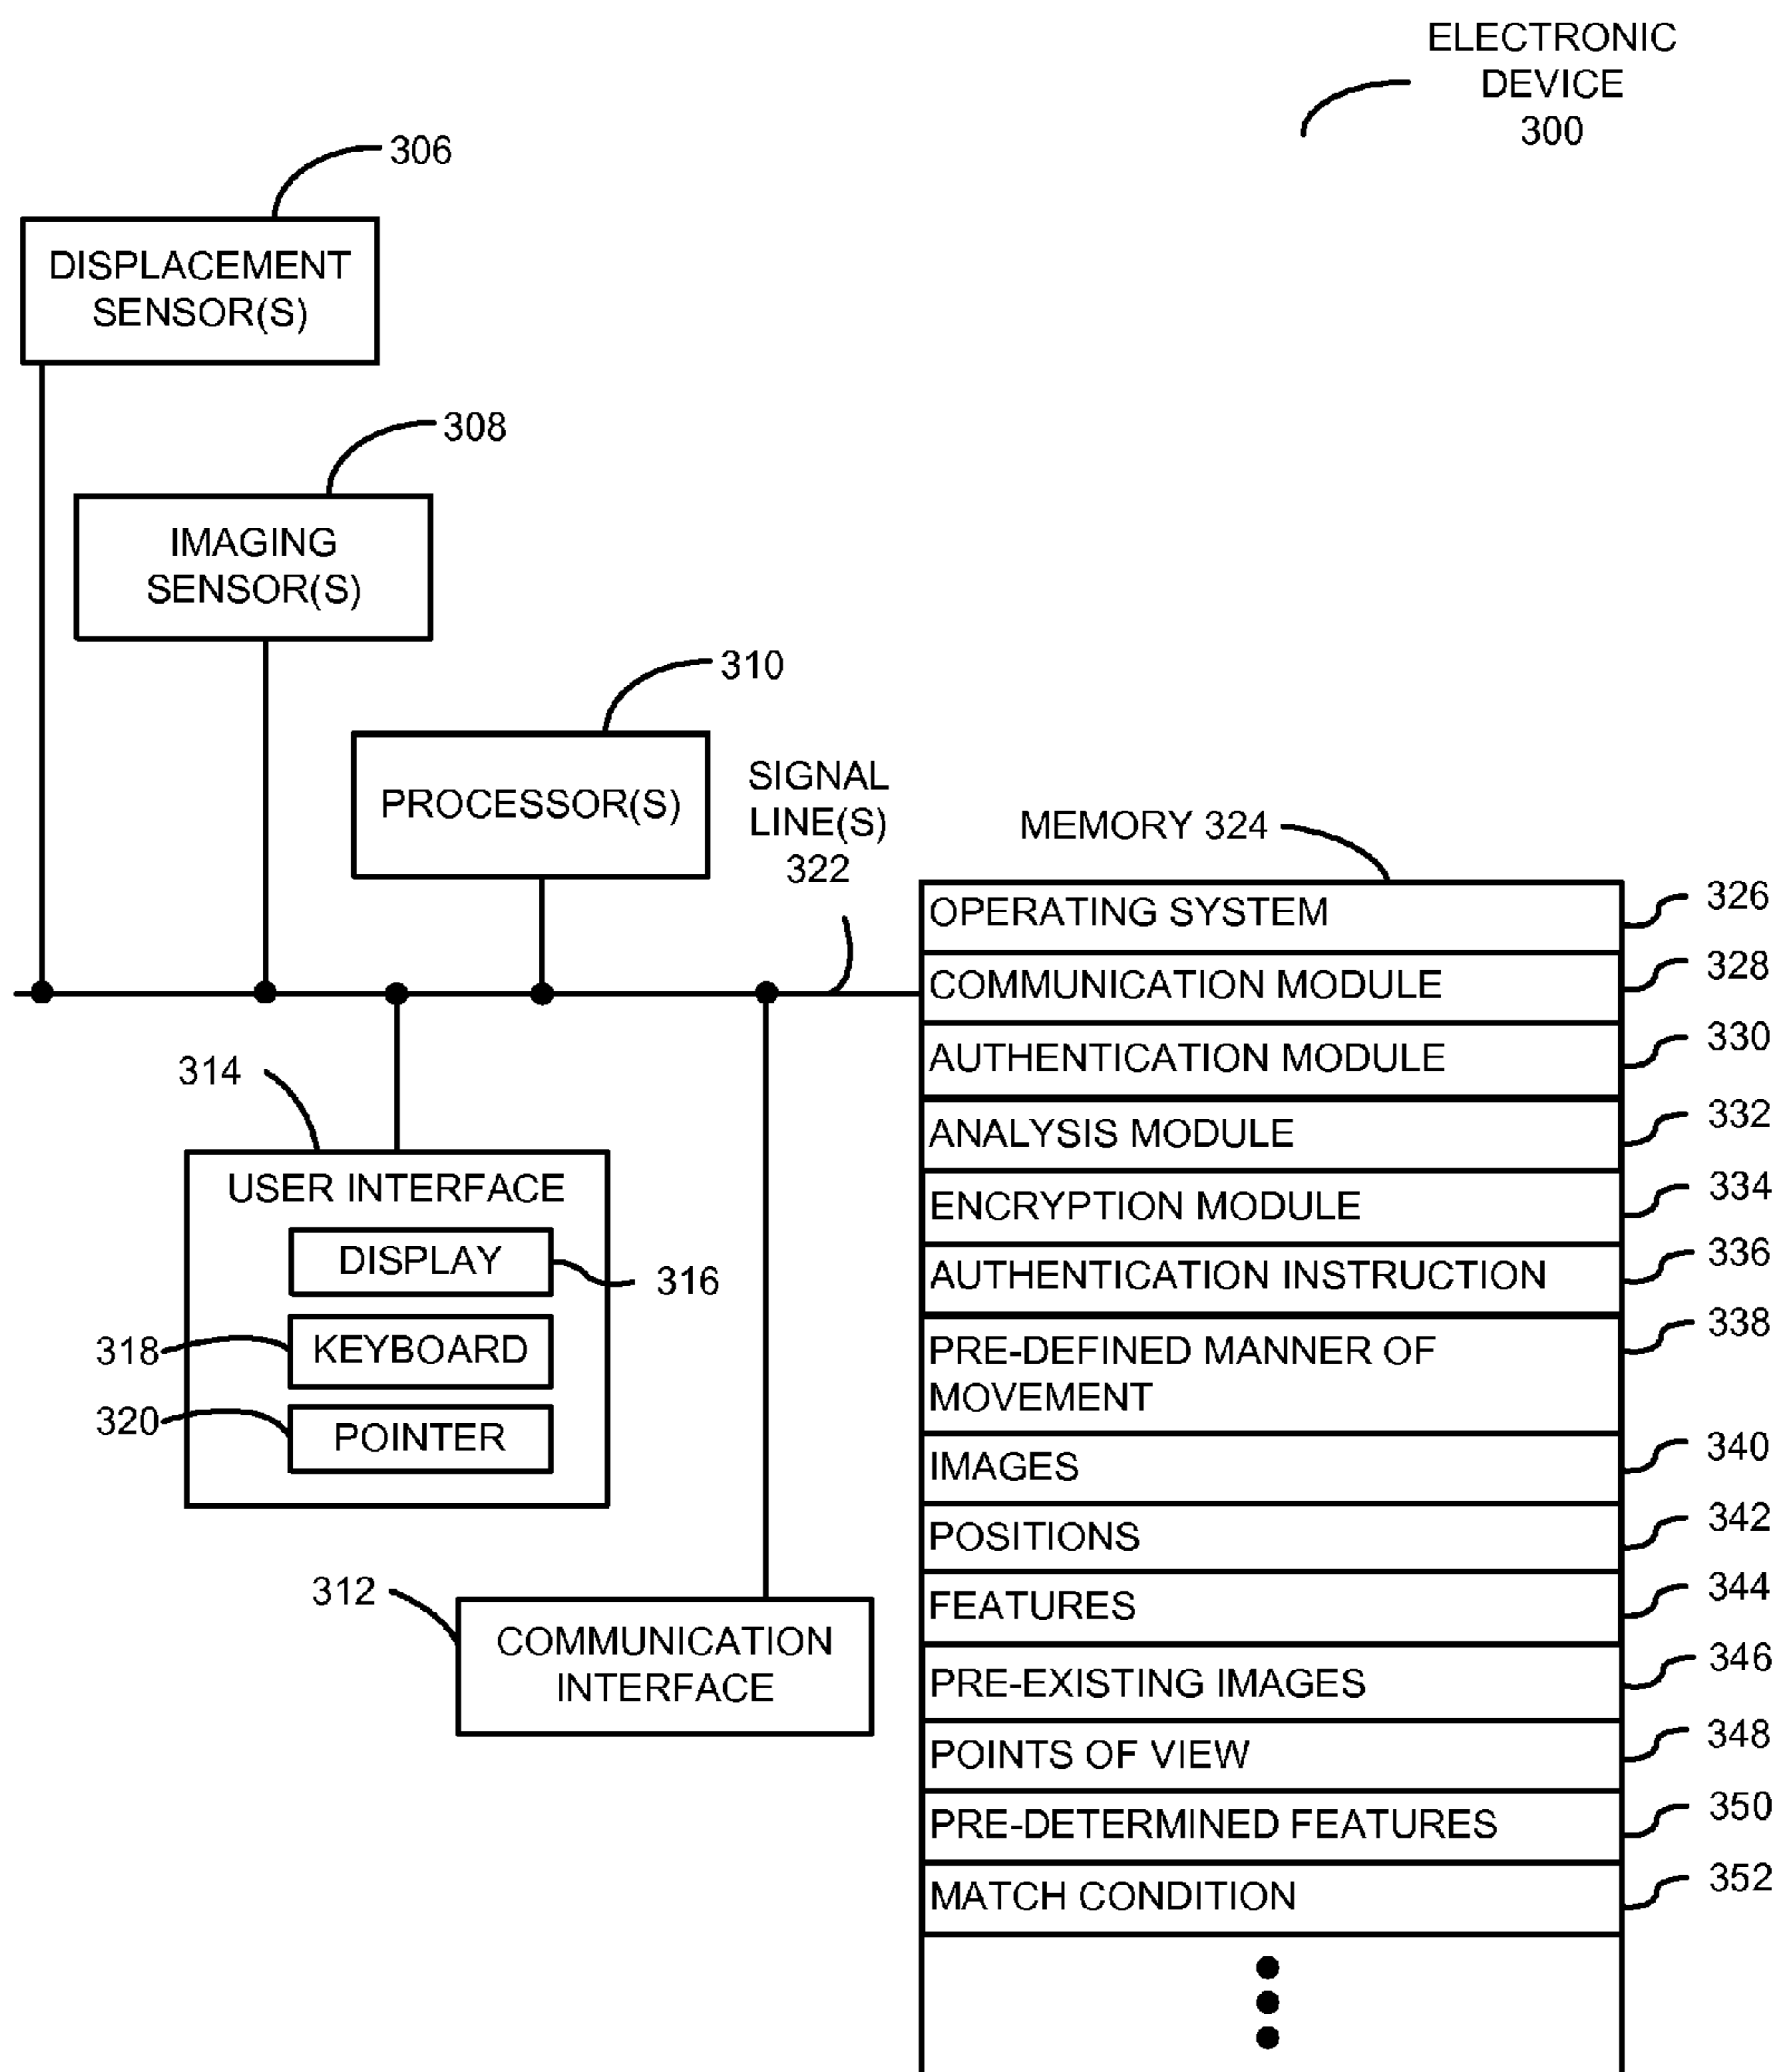 ELECTRONIC
DEVICE
300
306
DISPLACEMENT
SENSOR(S)
308
IMAGING
SENSOR(S)
310
PROCESSOR(S)
SIGNAL
LINE(S)
322
MEMORY 324
OPERATING SYSTEM
326
COMMUNICATION MODULE
328
AUTHENTICATION MODULE
330
ANALYSIS MODULE
332
ENCRYPTION MODULE
334
AUTHENTICATION INSTRUCTION
336
PRE-DEFINED MANNER OF
MOVEMENT
338
IMAGES
340
POSITIONS
342
FEATURES
344
PRE-EXISTING IMAGES
346
POINTS OF VIEW
348
PRE-DETERMINED FEATURES
350
MATCH CONDITION
352
314
USER INTERFACE
DISPLAY
316
318
KEYBOARD
320
POINTER
312
COMMUNICATION
INTERFACE